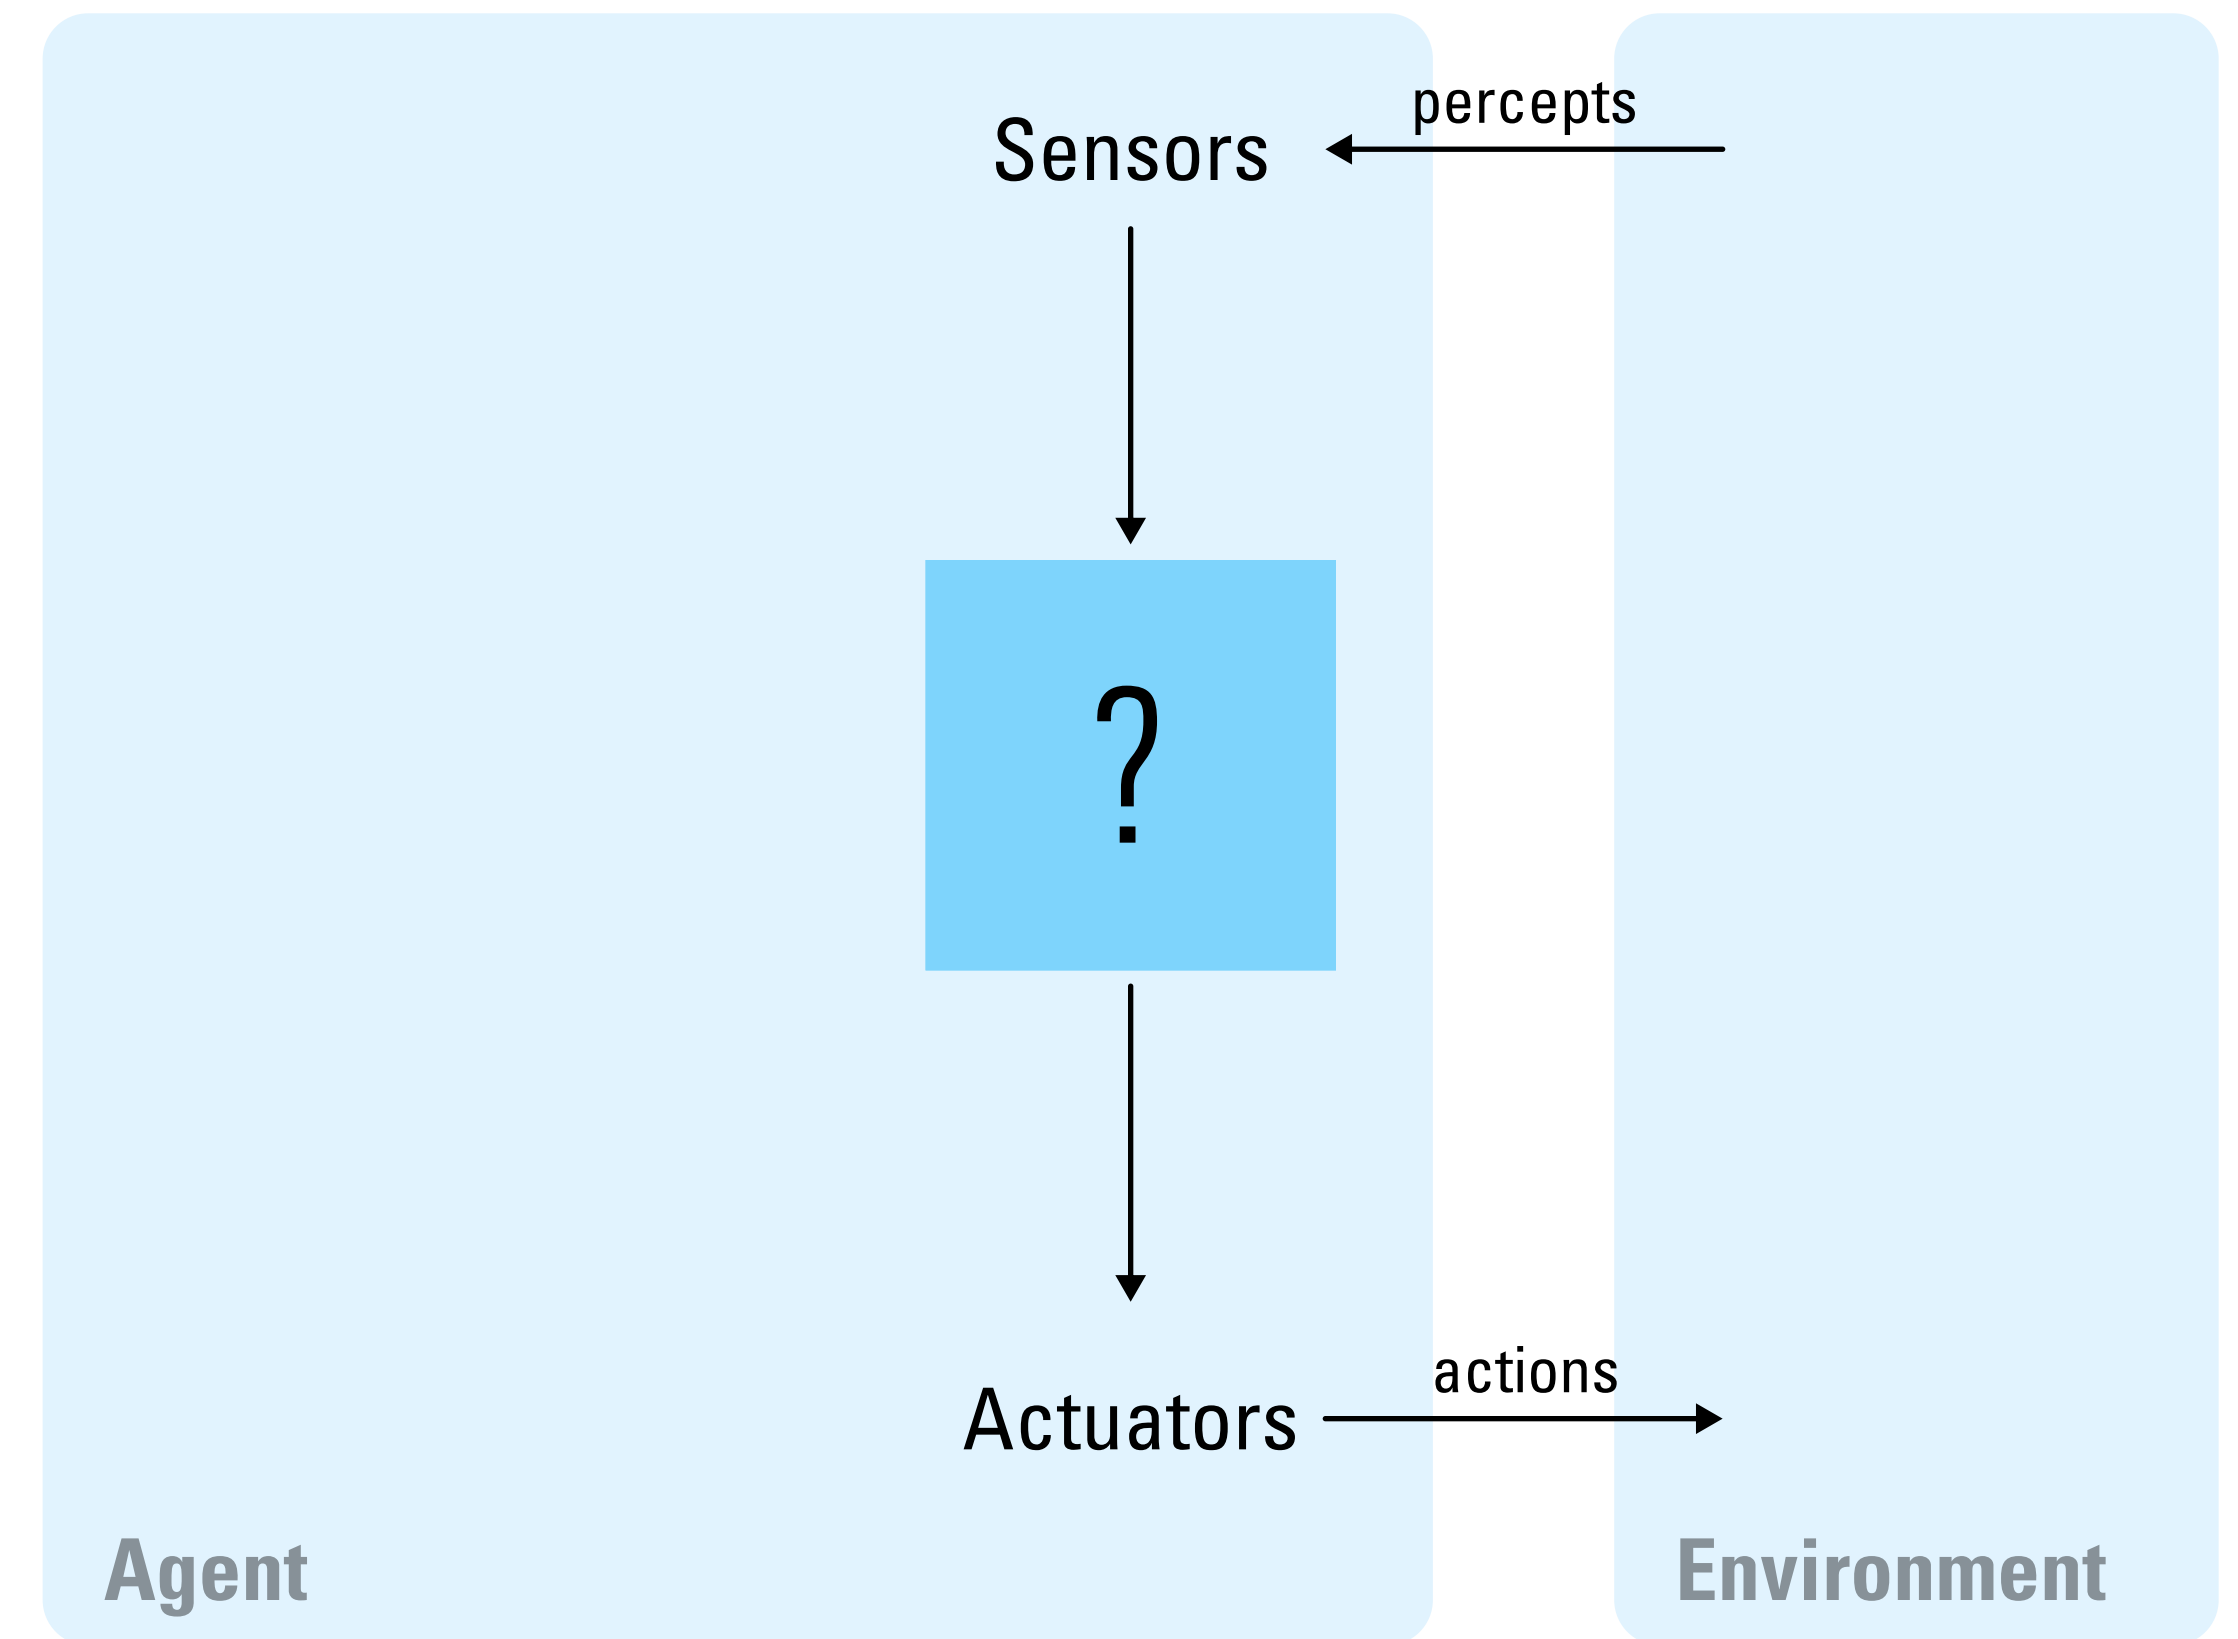 percepts
Sensors
?
actions
Actuators
Agent
Environment